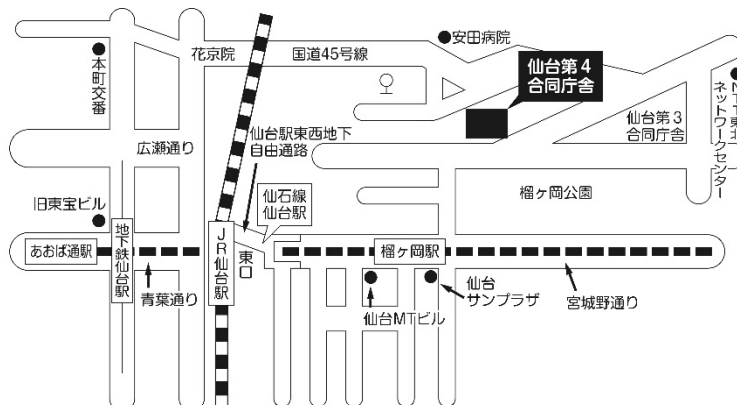 本町交番
花京院
国道45号線
安田病院
仙台第4
合同庁舎
仙台第3
合同庁舎
NTT東北
ネットワークセンター
広瀬通り
仙台駅東西地下
自由通路
旧東宝ビル
仙石線
仙台駅
榴ヶ岡公園
あおば通駅
地下鉄仙台駅
JR仙台駅
東口
榴ヶ岡駅
青葉通り
仙台MTビル
仙台
サンプラザ
宮城野通り